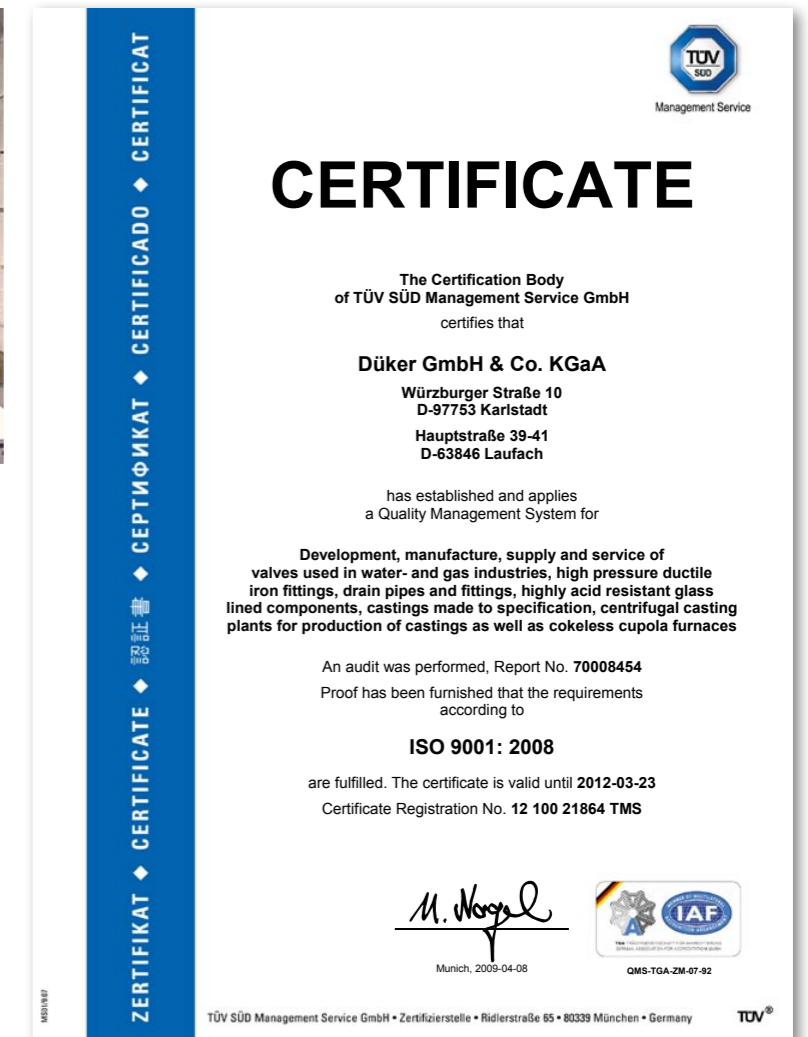 ZERTIFIKAT ◆ CERTIFICATE ◆ 認証書 ◆ СЕРТИФИКАТ ◆ CERTIFICADO ◆ CERTIFICAT
TÜV
SÜD
Management Service
CERTIFICATE
The Certification Body
of TÜV SÜD Management Service GmbH
certifies that
Düker GmbH & Co. KGaA
Würzburger Straße 10
D-97753 Karlstadt
Hauptstraße 39-41
D-63846 Laufach
has established and applies
a Quality Management System for
Development, manufacture, supply and service of
valves used in water- and gas industries, high pressure ductile
iron fittings, drain pipes and fittings, highly acid resistant glass
lined components, castings made to specification, centrifugal casting
plants for production of castings as well as cokeless cupola furnaces
An audit was performed, Report No. 70008454
Proof has been furnished that the requirements
according to
ISO 9001: 2008
are fulfilled. The certificate is valid until 2012-03-23
Certificate Registration No. 12 100 21864 TMS
M. Nagel
Munich, 2009-04-08
IAF
QMS-TGA-ZM-07-92
TÜV SÜD Management Service GmbH • Zertifizierstelle • Ridlerstraße 65 • 80339 München • Germany
TÜV®